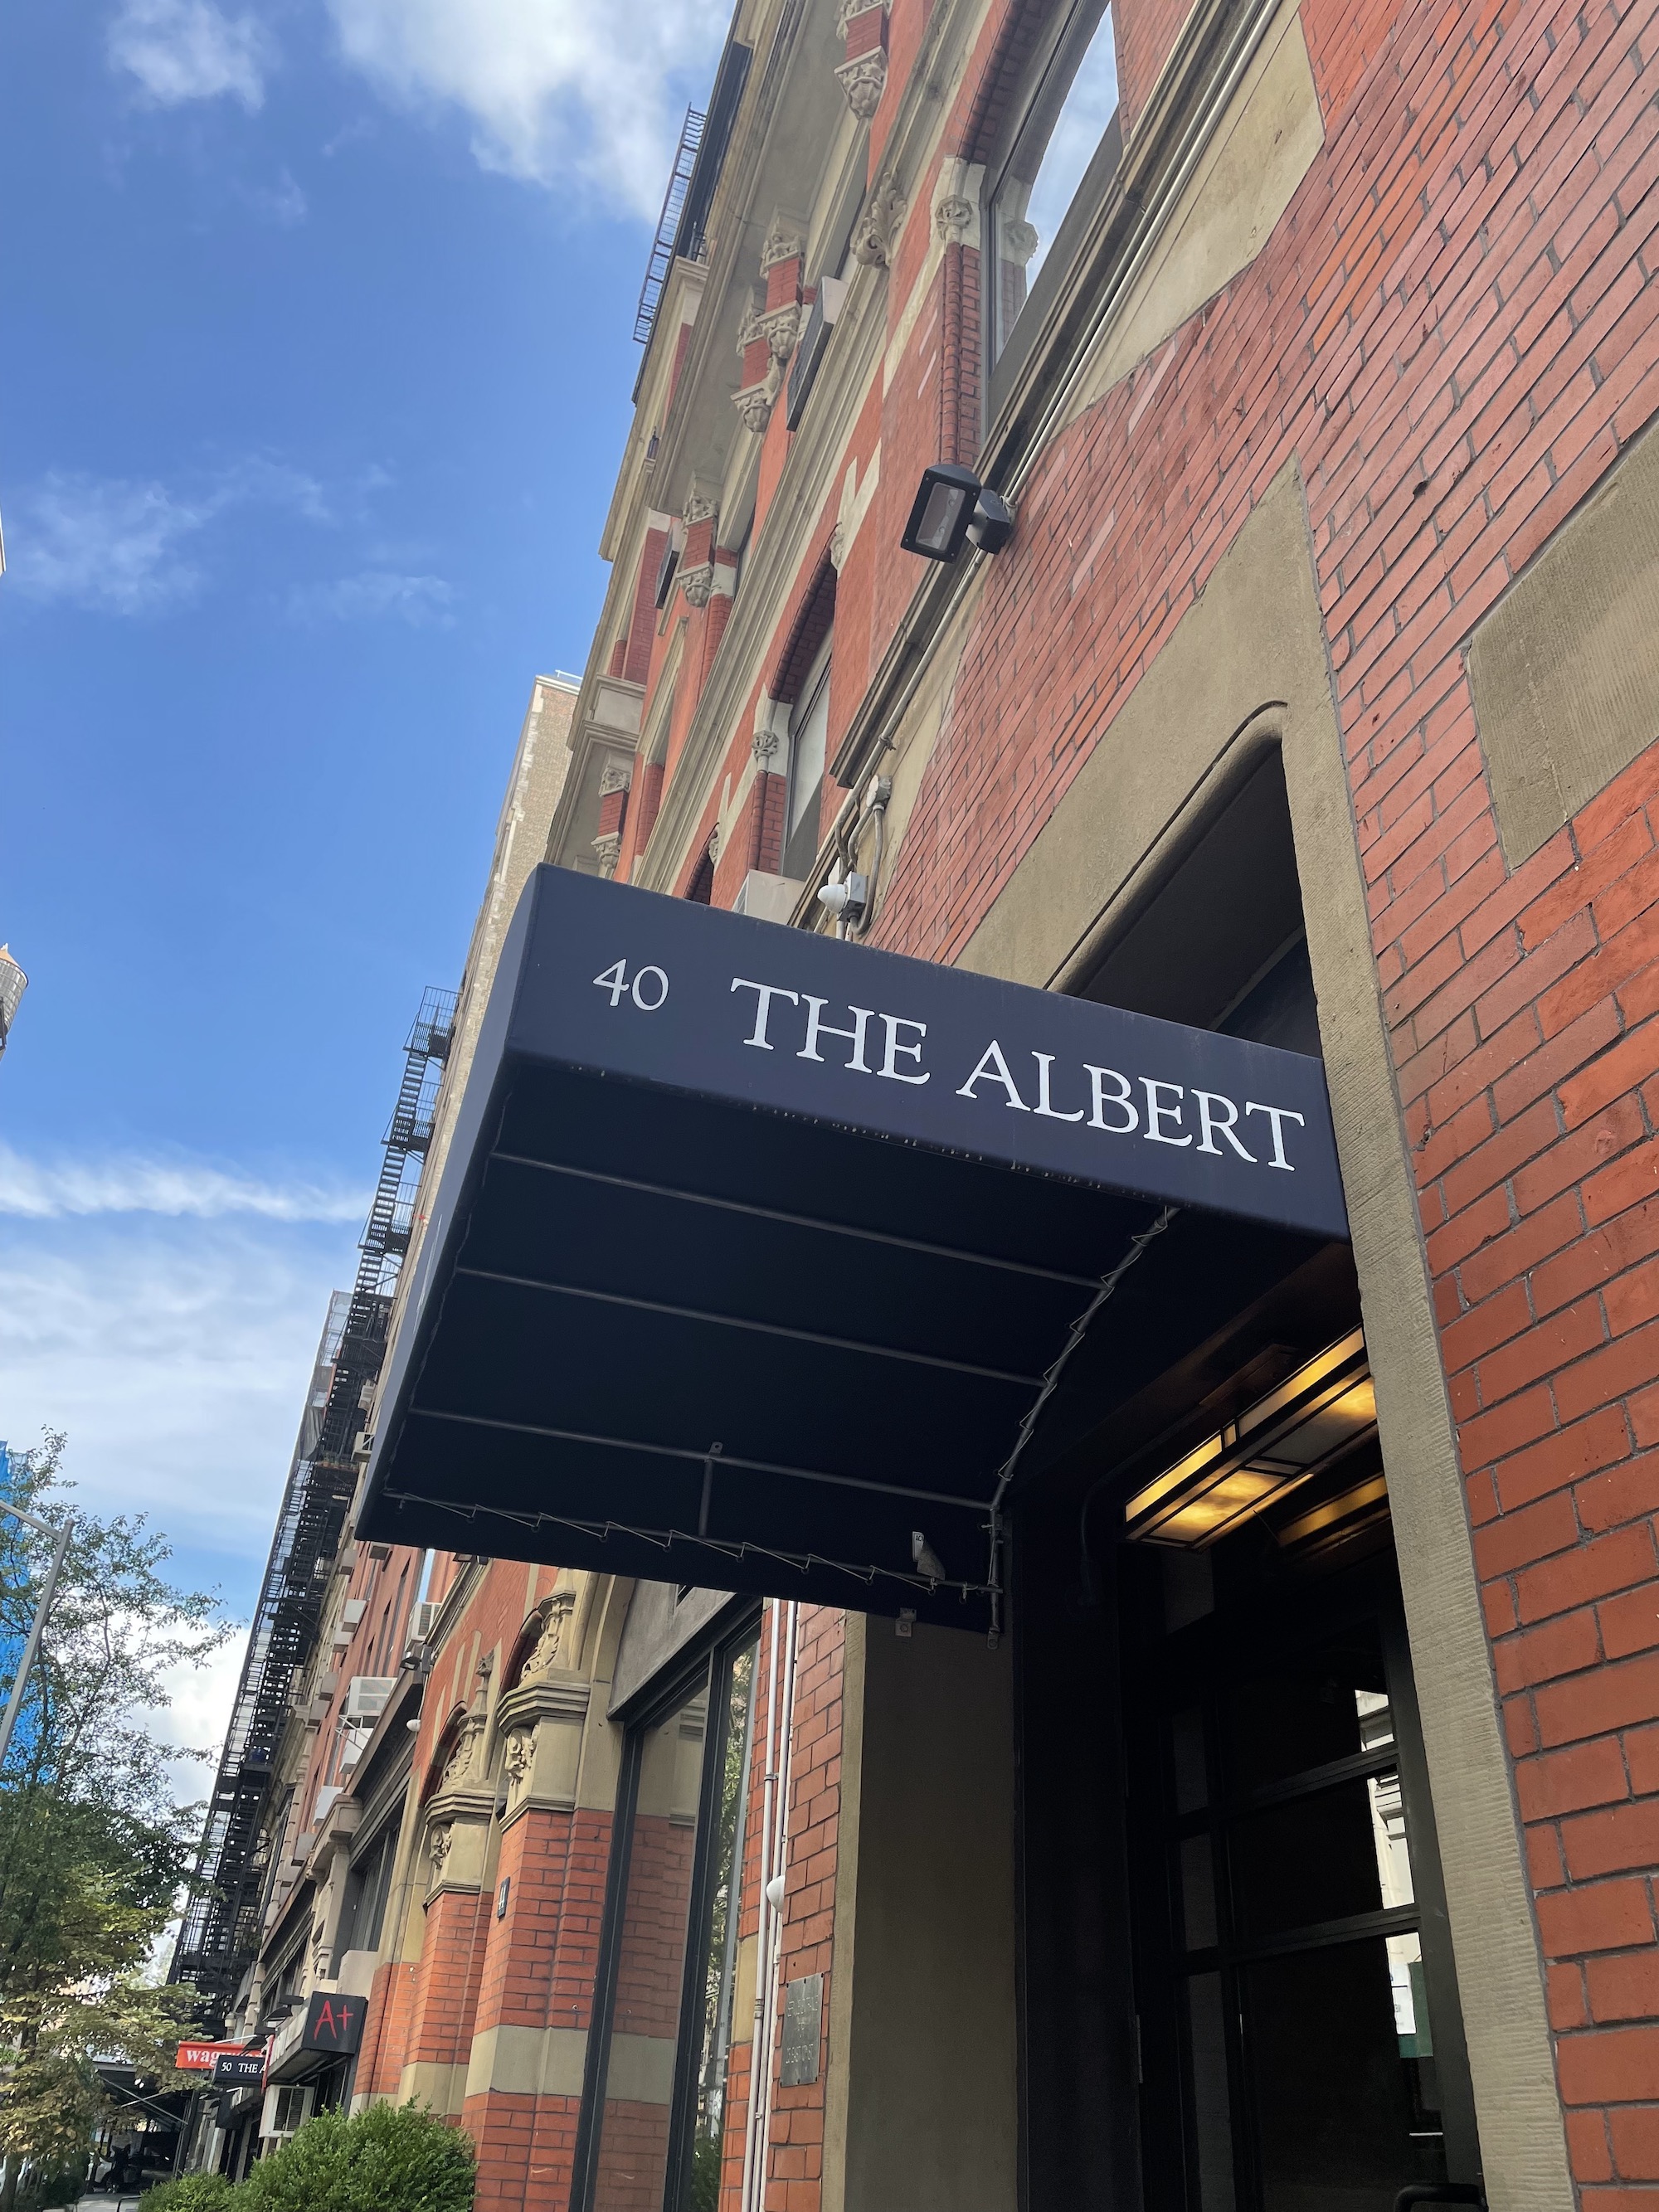 40 THE ALBERT
A+
50 THE A